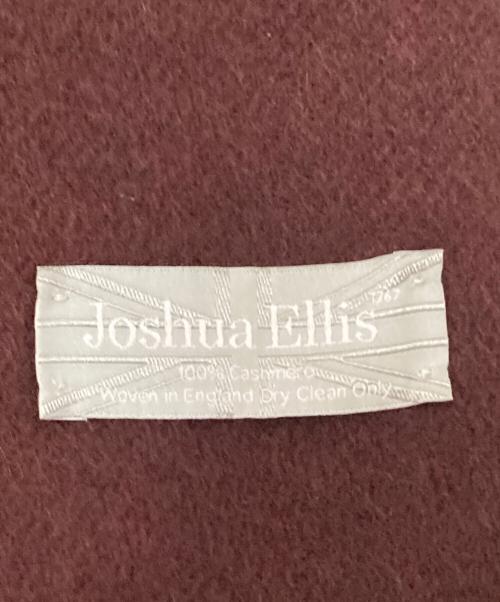 1767
Joshua Ellis
100% Cashmere
Woven in England Dry Clean Only